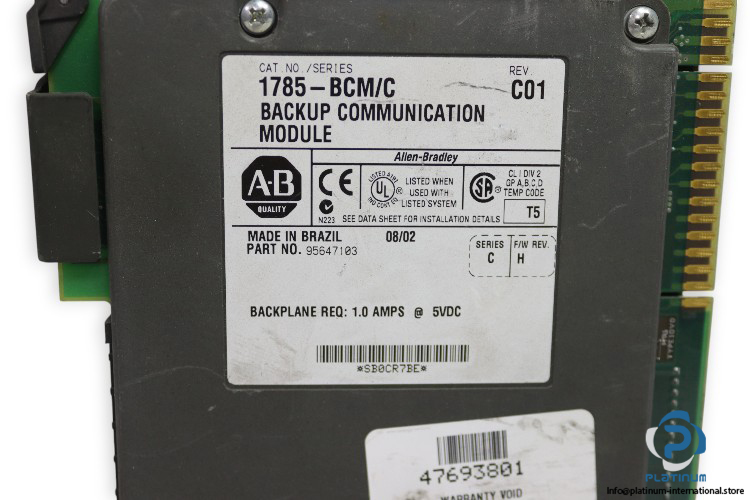 CAT.NO./SERIES REV.
1785-BCM/C C01
BACKUP COMMUNICATION
MODULE
Allen-Bradley
A-B
QUALITY
CE
N223
LISTED
UL
LISTED WHEN
USED WITH
LISTED SYSTEM
SA
CL I DIV 2
GP A,B,C,D
TEMP CODE
T5
SEE DATA SHEET FOR INSTALLATION DETAILS
MADE IN BRAZIL 08/02
PART NO. 95647103
SERIES F/W REV.
C H
BACKPLANE REQ: 1.0 AMPS @ 5VDC
*SB0CR7BE*
47693801
WARRANTY VOID
PLATINUM
Info@platinum-international.store